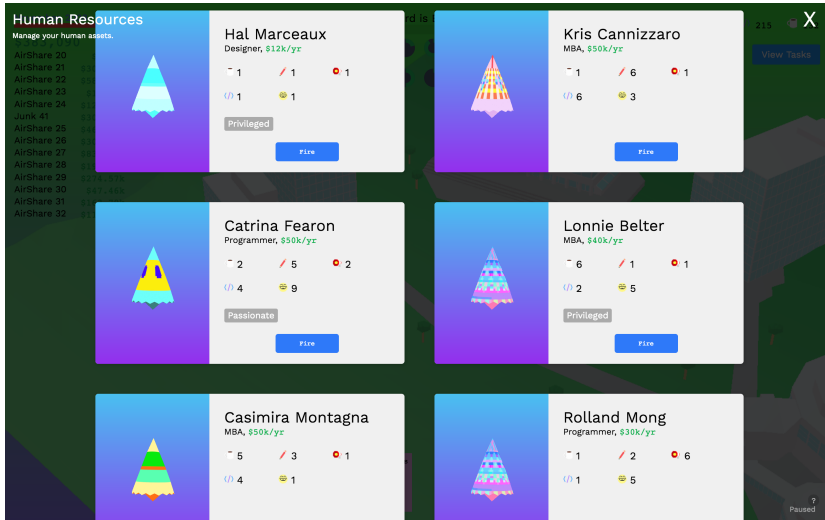 Human Resources
Manage your human assets.
215
View Tasks
X
AirShare 20
AirShare 21
AirShare 22
AirShare 23
AirShare 24
Junk 41
AirShare 25
AirShare 26
AirShare 27
AirShare 28
AirShare 29
AirShare 30
AirShare 31
AirShare 32
Hal Marceaux
Designer, $12k/yr
1 1 1
1 1
Privileged
Fire
Kris Cannizzaro
MBA, $50k/yr
1 6 1
6 3
Fire
Catrina Fearon
Programmer, $50k/yr
2 5 2
4 9
Passionate
Fire
Lonnie Belter
MBA, $40k/yr
6 1 1
2 5
Privileged
Fire
Casimira Montagna
MBA, $50k/yr
5 3 1
4 1
Rolland Mong
Programmer, $30k/yr
1 2 6
1 5
?
Paused